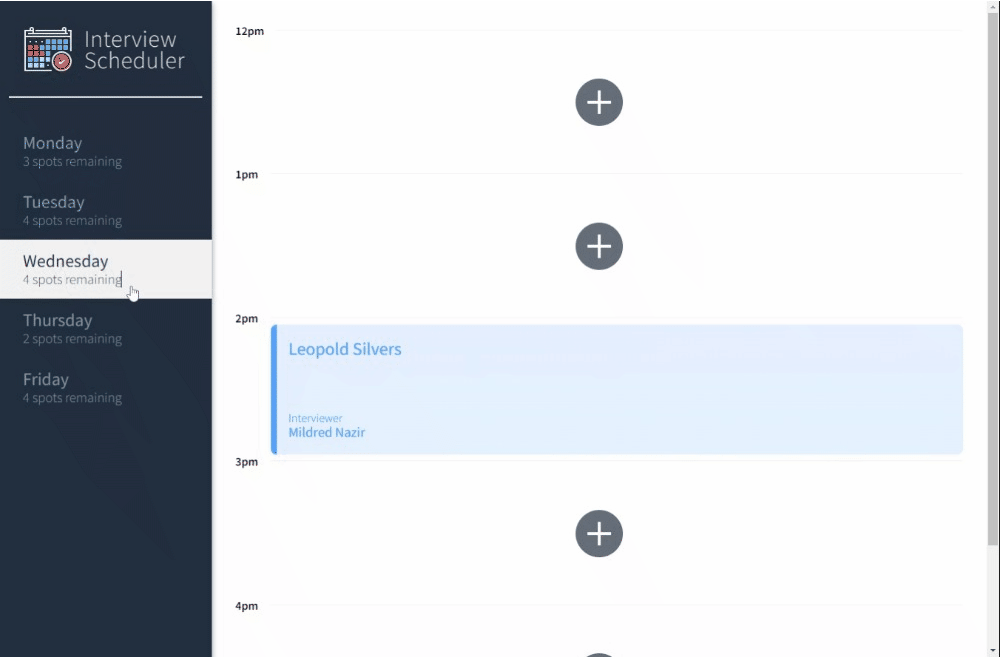 Interview
Scheduler
Monday
3 spots remaining
Tuesday
4 spots remaining
Wednesday
4 spots remaining
Thursday
2 spots remaining
Friday
4 spots remaining
12pm
1pm
2pm
Leopold Silvers
Interviewer
Mildred Nazir
3pm
4pm